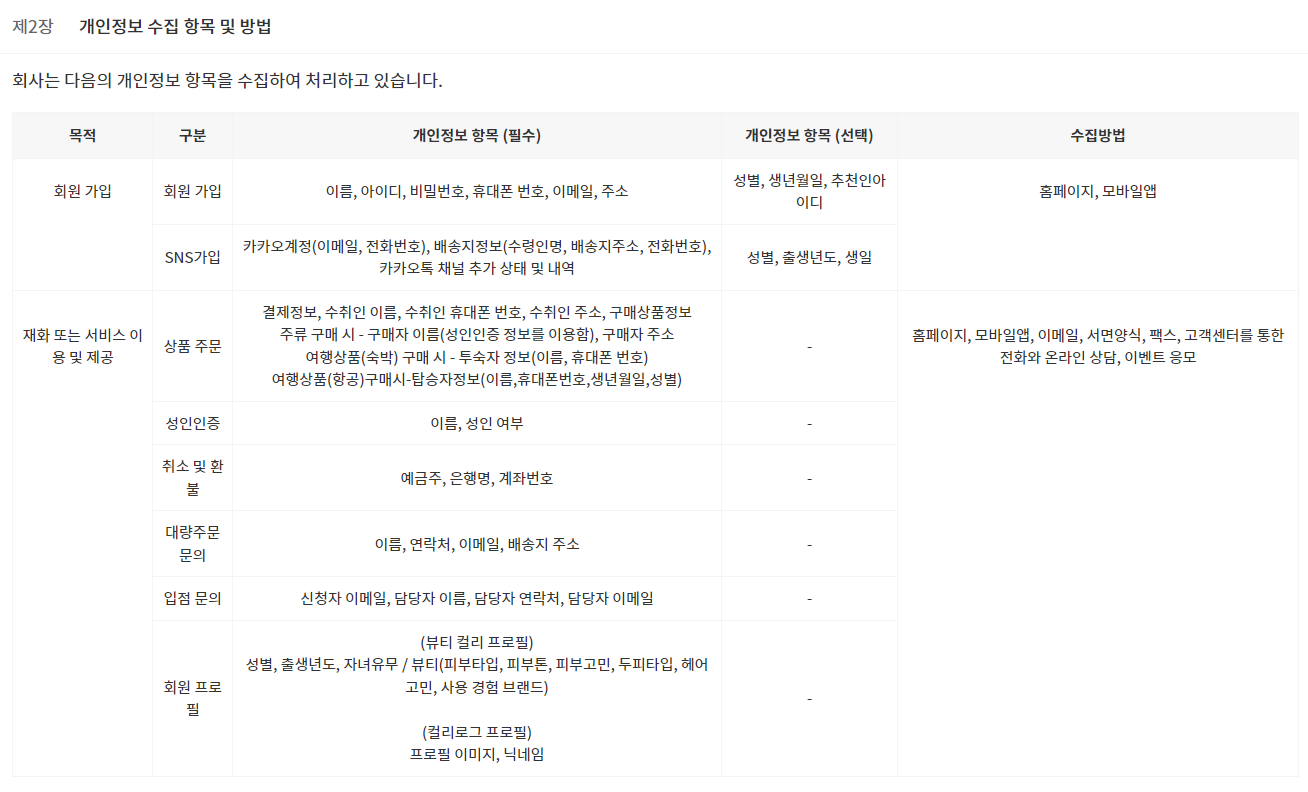 제2장 개인정보 수집 항목 및 방법
회사는 다음의 개인정보 항목을 수집하여 처리하고 있습니다.
목적 구분 개인정보 항목 (필수) 개인정보 항목 (선택) 수집방법
회원 가입
회원 가입
이름, 아이디, 비밀번호, 휴대폰 번호, 이메일, 주소
성별, 생년월일, 추천인아
이디
홈페이지, 모바일앱
SNS가입
카카오계정(이메일, 전화번호), 배송지정보(수령인명, 배송지주소, 전화번호),
카카오톡 채널 추가 상태 및 내역
성별, 출생년도, 생일
재화 또는 서비스 이
용 및 제공
상품 주문
결제정보, 수취인 이름, 수취인 휴대폰 번호, 수취인 주소, 구매상품정보
주류 구매 시 - 구매자 이름(성인인증 정보를 이용함), 구매자 주소
여행상품(숙박) 구매 시 - 투숙자 정보(이름, 휴대폰 번호)
여행상품(항공)구매시-탑승자정보(이름,휴대폰번호,생년월일,성별)
-
홈페이지, 모바일앱, 이메일, 서면양식, 팩스, 고객센터를 통한
전화와 온라인 상담, 이벤트 응모
성인인증
이름, 성인 여부
-
취소 및 환
불
예금주, 은행명, 계좌번호
-
대량주문
문의
이름, 연락처, 이메일, 배송지 주소
-
입점 문의
신청자 이메일, 담당자 이름, 담당자 연락처, 담당자 이메일
-
회원 프로
필
(뷰티 컬리 프로필)
성별, 출생년도, 자녀유무 / 뷰티(피부타입, 피부톤, 피부고민, 두피타입, 헤어
고민, 사용 경험 브랜드)
(컬리로그 프로필)
프로필 이미지, 닉네임
-